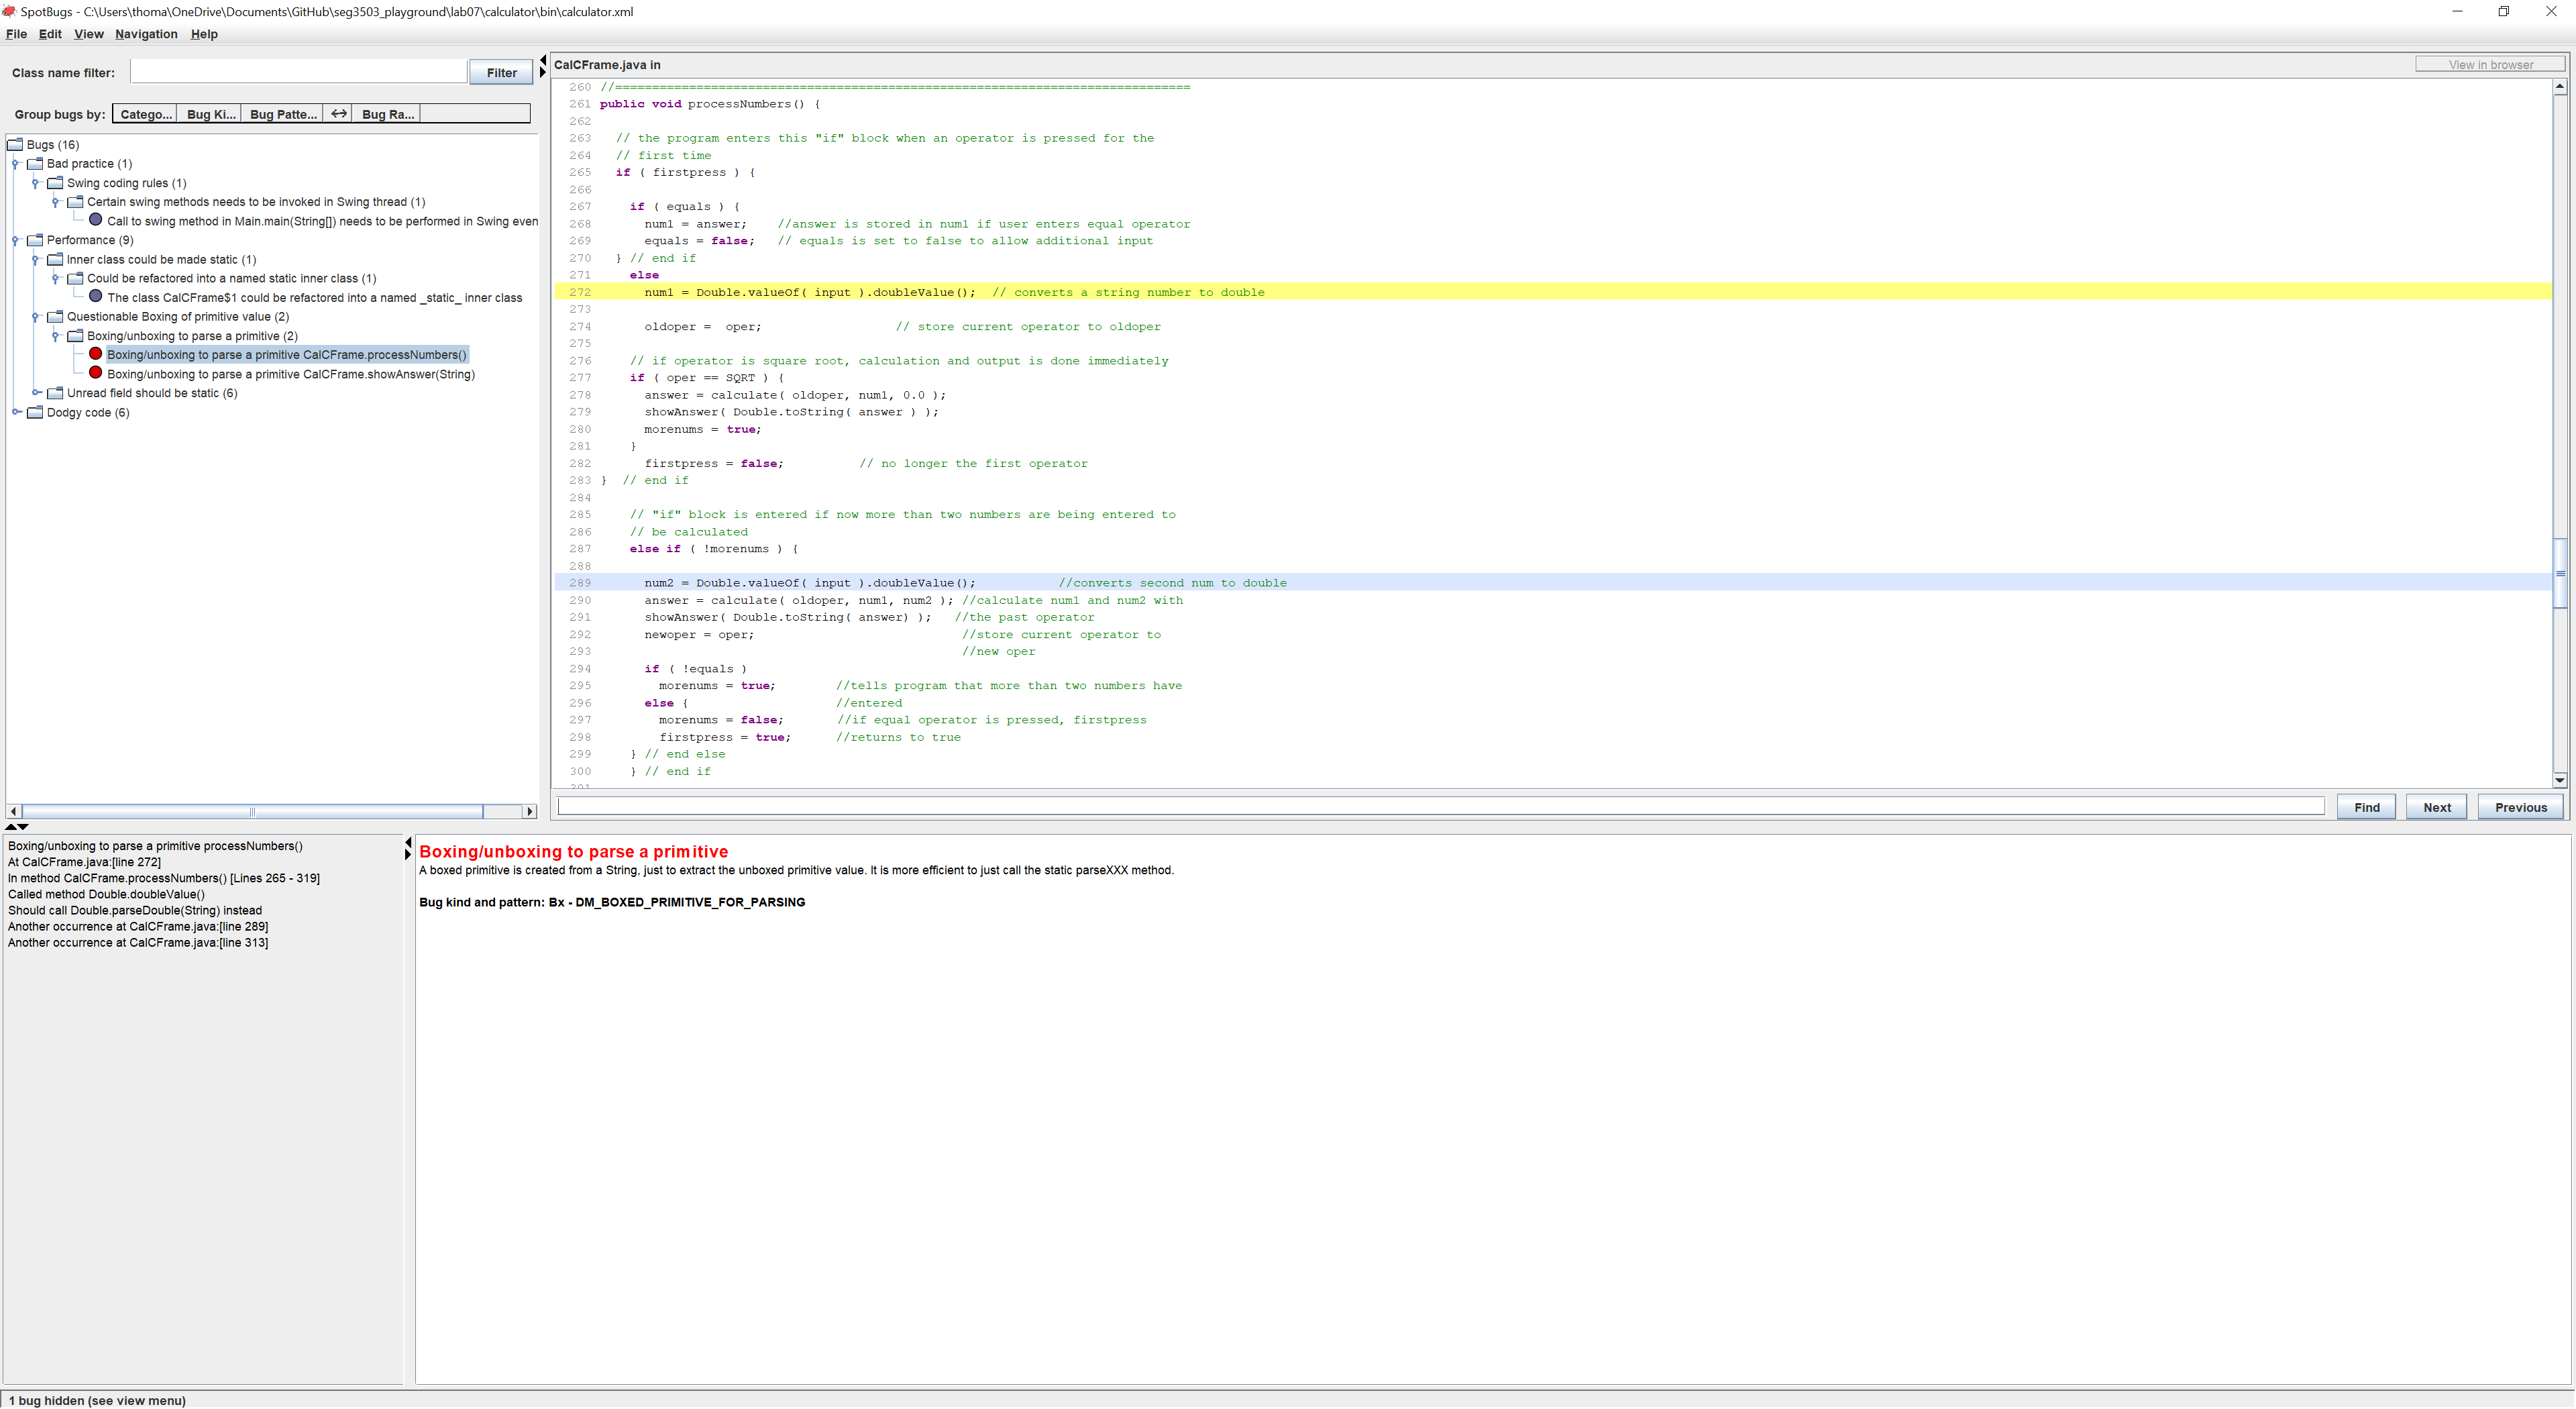 SpotBugs - C:\Users\thoma\OneDrive\Documents\GitHub\seg3503_playground\lab07\calculator\bin\calculator.xml
File Edit View Navigation Help
Class name filter: Filter
Group bugs by: Catego... Bug Ki... Bug Patte... ↔ Bug Ra...
Bugs (16)
Bad practice (1)
Swing coding rules (1)
Certain swing methods needs to be invoked in Swing thread (1)
Call to swing method in Main.main(String[]) needs to be performed in Swing even
Performance (9)
Inner class could be made static (1)
Could be refactored into a named static inner class (1)
The class CalCFrame$1 could be refactored into a named _static_ inner class
Questionable Boxing of primitive value (2)
Boxing/unboxing to parse a primitive (2)
Boxing/unboxing to parse a primitive CalCFrame.processNumbers()
Boxing/unboxing to parse a primitive CalCFrame.showAnswer(String)
Unread field should be static (6)
Dodgy code (6)
CalCFrame.java in
View in browser
260 //==============================================================================
261 public void processNumbers() {
262
263 // the program enters this "if" block when an operator is pressed for the
264 // first time
265 if ( firstpress ) {
266
267 if ( equals ) {
268 num1 = answer; //answer is stored in num1 if user enters equal operator
269 equals = false; // equals is set to false to allow additional input
270 } // end if
271 else
272 num1 = Double.valueOf( input ).doubleValue(); // converts a string number to double
273
274 oldoper = oper; // store current operator to oldoper
275
276 // if operator is square root, calculation and output is done immediately
277 if ( oper == SQRT ) {
278 answer = calculate( oldoper, num1, 0.0 );
279 showAnswer( Double.toString( answer ) );
280 morenums = true;
281 }
282 firstpress = false; // no longer the first operator
283 } // end if
284
285 // "if" block is entered if now more than two numbers are being entered to
286 // be calculated
287 else if ( !morenums ) {
288
289 num2 = Double.valueOf( input ).doubleValue(); //converts second num to double
290 answer = calculate( oldoper, num1, num2 ); //calculate num1 and num2 with
291 showAnswer( Double.toString( answer) ); //the past operator
292 newoper = oper; //store current operator to
293 //new oper
294 if ( !equals )
295 morenums = true; //tells program that more than two numbers have
296 else { //entered
297 morenums = false; //if equal operator is pressed, firstpress
298 firstpress = true; //returns to true
299 } // end else
300 } // end if
301
Find Next Previous
Boxing/unboxing to parse a primitive processNumbers()
At CalCFrame.java:[line 272]
In method CalCFrame.processNumbers() [Lines 265 - 319]
Called method Double.doubleValue()
Should call Double.parseDouble(String) instead
Another occurrence at CalCFrame.java:[line 289]
Another occurrence at CalCFrame.java:[line 313]
Boxing/unboxing to parse a primitive
A boxed primitive is created from a String, just to extract the unboxed primitive value. It is more efficient to just call the static parseXXX method.
Bug kind and pattern: Bx - DM_BOXED_PRIMITIVE_FOR_PARSING
1 bug hidden (see view menu)